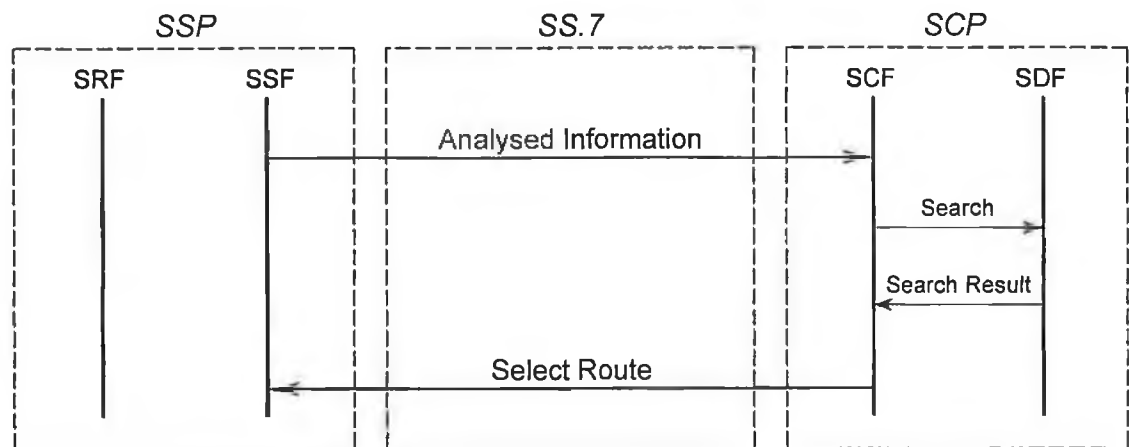 SSP SS.7 SCP
SRF SSF SCF SDF
Analysed Information
Search
Search Result
Select Route